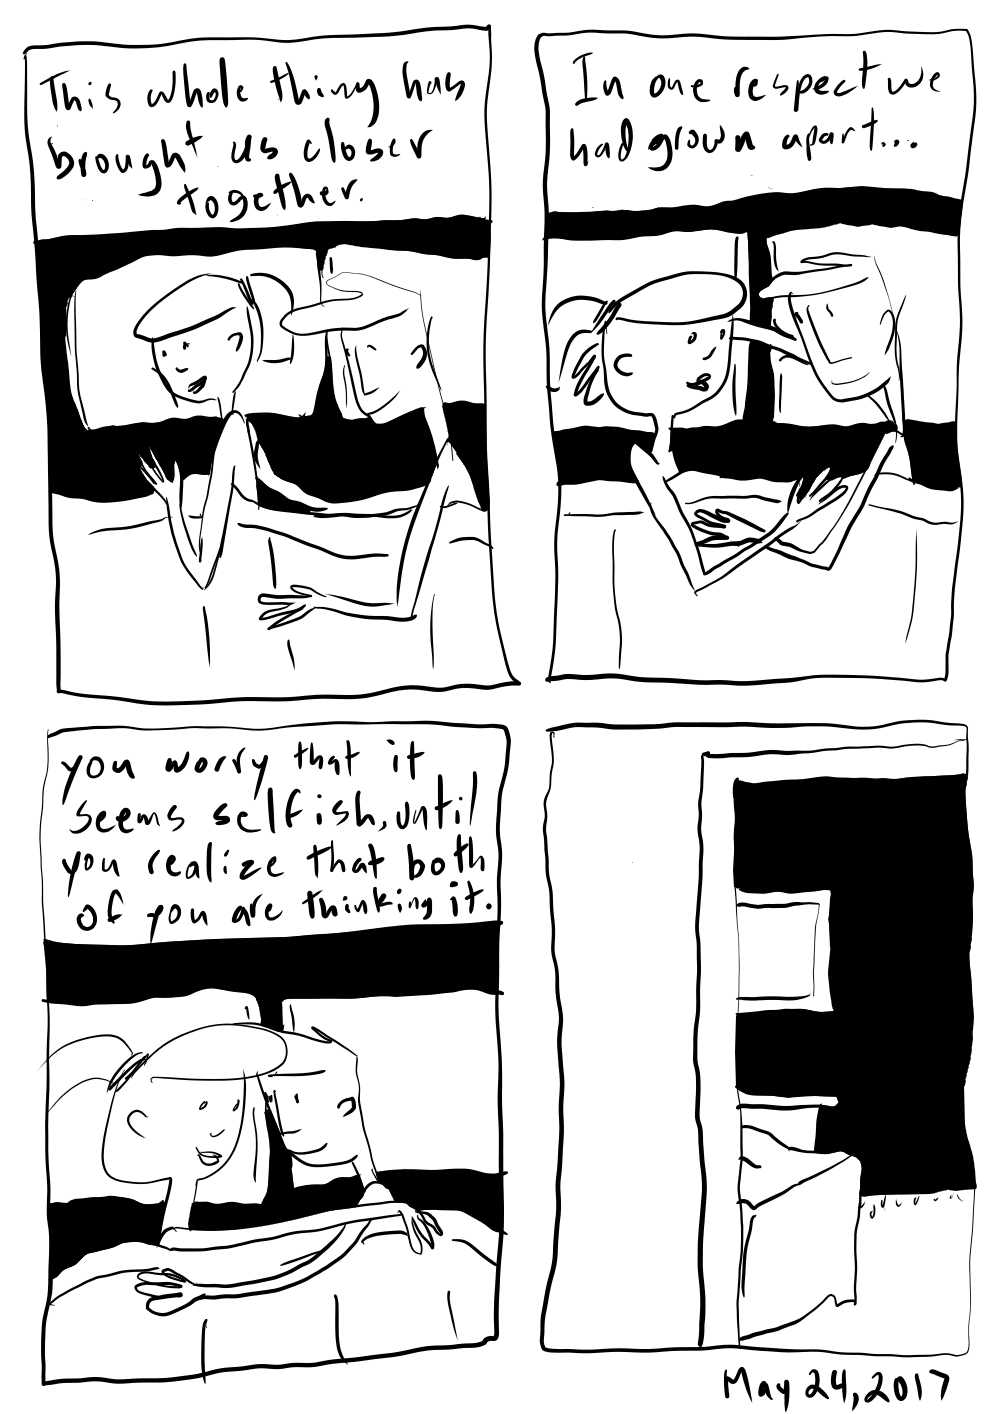 This whole thing has
brought us closer
together.
In one respect we
had grown apart...
you worry that it
seems selfish, until
you realize that both
of you are thinking it.
May 24, 2017